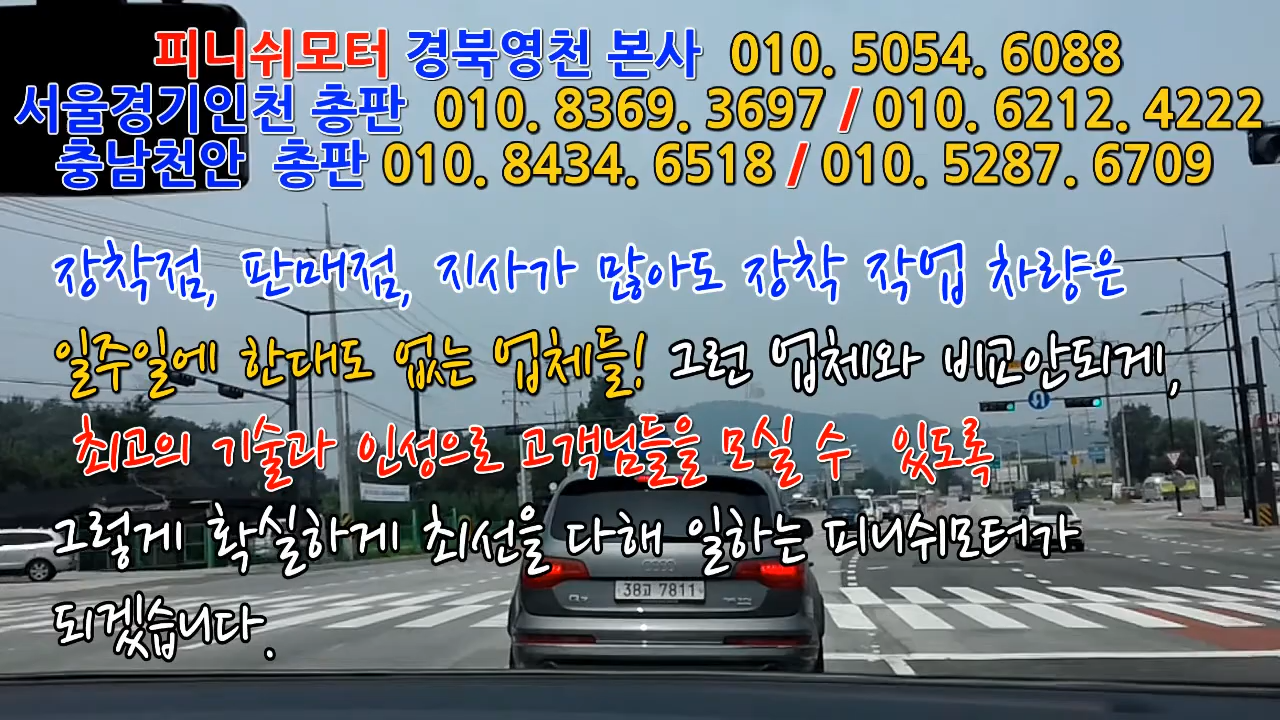 피니쉬모터 경북영천 본사 010. 5054. 6088
서울경기인천 총판 010. 8369. 3697 / 010. 6212. 4222
충남천안 총판 010. 8434. 6518 / 010. 5287. 6709
장착점, 판매점, 지사가 많아도 장착 작업 차량은
일주일에 한대도 없는 업체들! 그런 업체와 비교안되게,
최고의 기술과 인성으로 고객님들을 모실 수 있도록
그렇게 확실하게 최선을 다해 일하는 피니쉬모터가
되겠습니다.
38고 7811
Q7